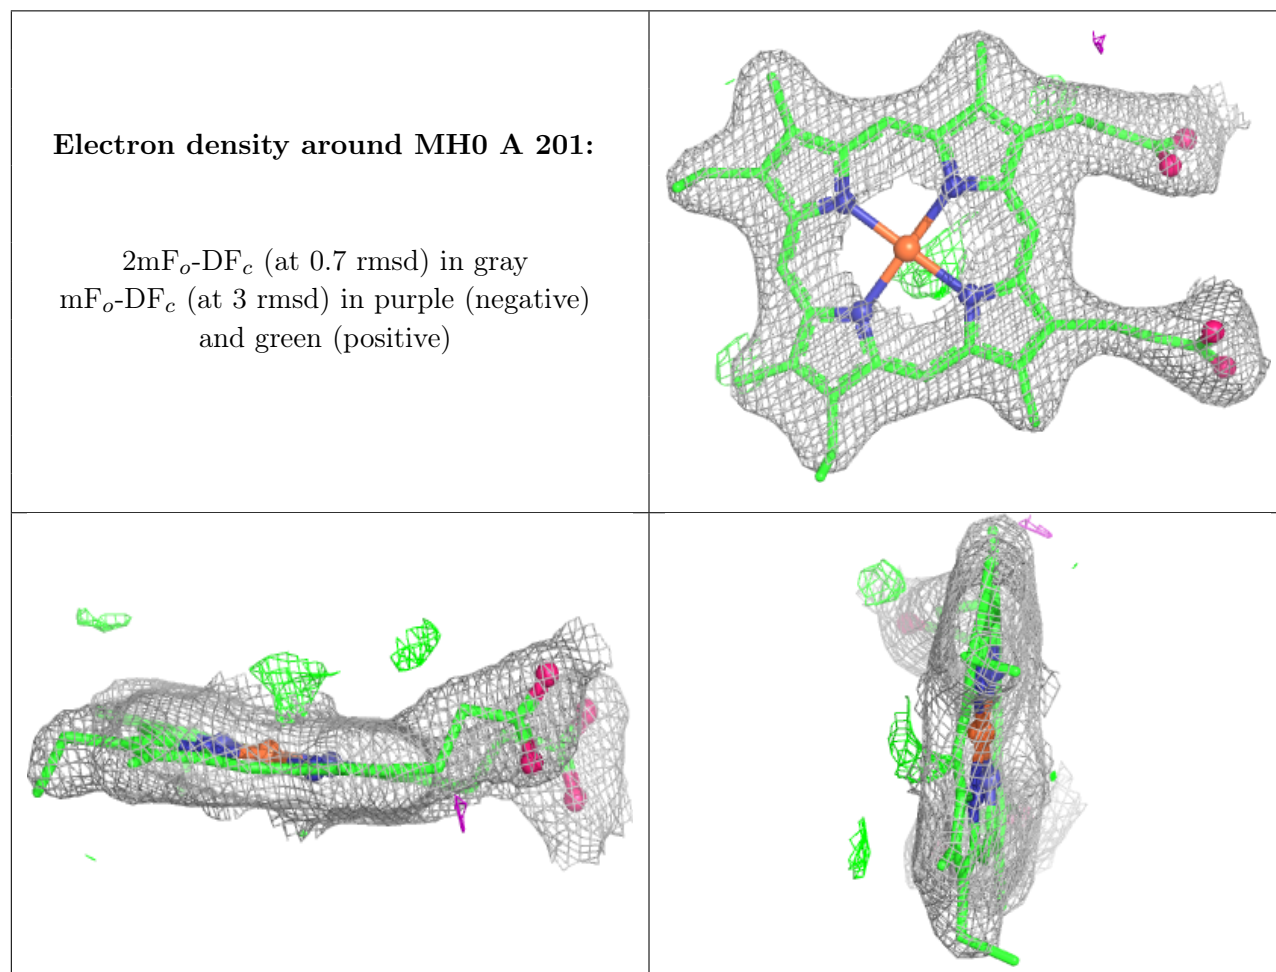 Electron density around MH0 A 201:
2mFo-DFc (at 0.7 rmsd) in gray
mFo-DFc (at 3 rmsd) in purple (negative)
and green (positive)